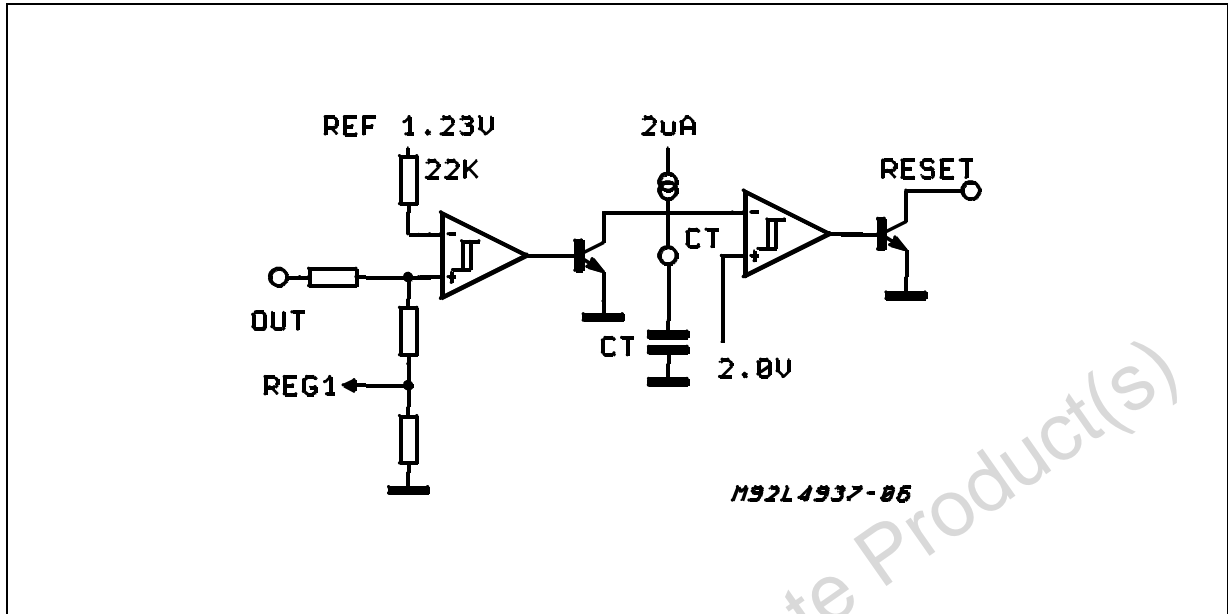 REF 1.23V
22K
2uA
RESET
-
+
-
+
CT
OUT
CT
2.0V
REG1
M92L4937-06
te Product(s)